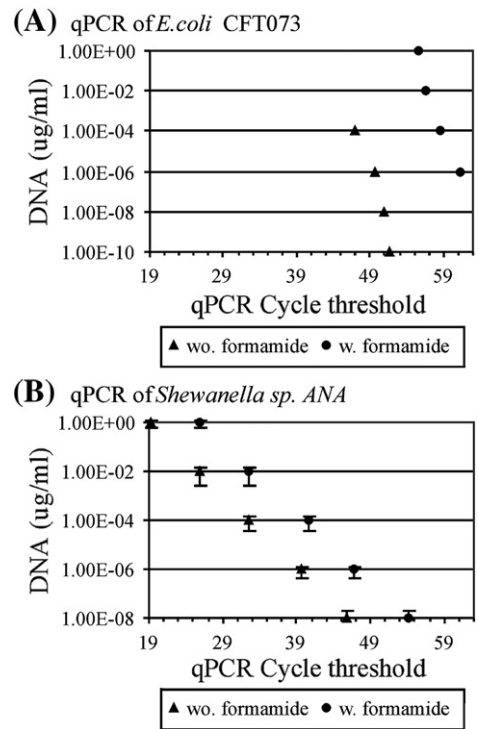 (A) qPCR of E.coli CFT073
DNA (ug/ml)
1.00E+00
1.00E-02
1.00E-04
1.00E-06
1.00E-08
1.00E-10
19 29 39 49 59
qPCR Cycle threshold
▲ wo. formamide ● w. formamide
(B) qPCR of Shewanella sp. ANA
DNA (ug/ml)
1.00E+00
1.00E-02
1.00E-04
1.00E-06
1.00E-08
19 29 39 49 59
qPCR Cycle threshold
▲ wo. formamide ● w. formamide